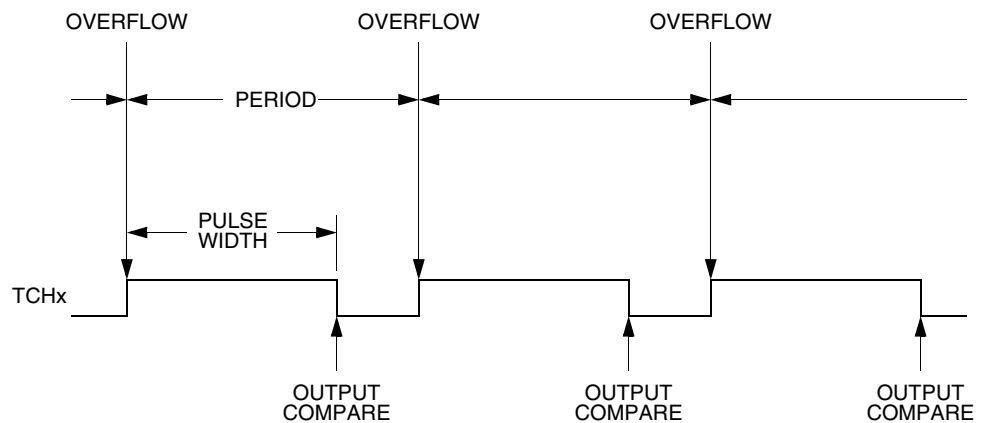 OVERFLOW
OVERFLOW
OVERFLOW
PERIOD
PULSE
WIDTH
TCHx
OUTPUT
COMPARE
OUTPUT
COMPARE
OUTPUT
COMPARE